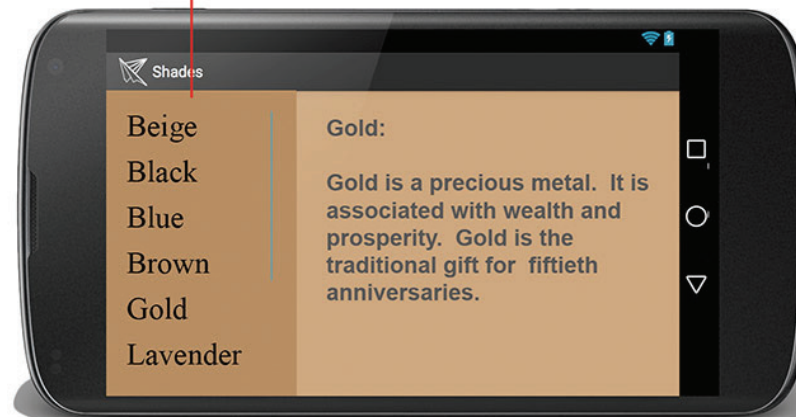 Shades
Beige
Black
Blue
Brown
Gold
Lavender
Gold:
Gold is a precious metal. It is
associated with wealth and
prosperity. Gold is the
traditional gift for fiftieth
anniversaries.